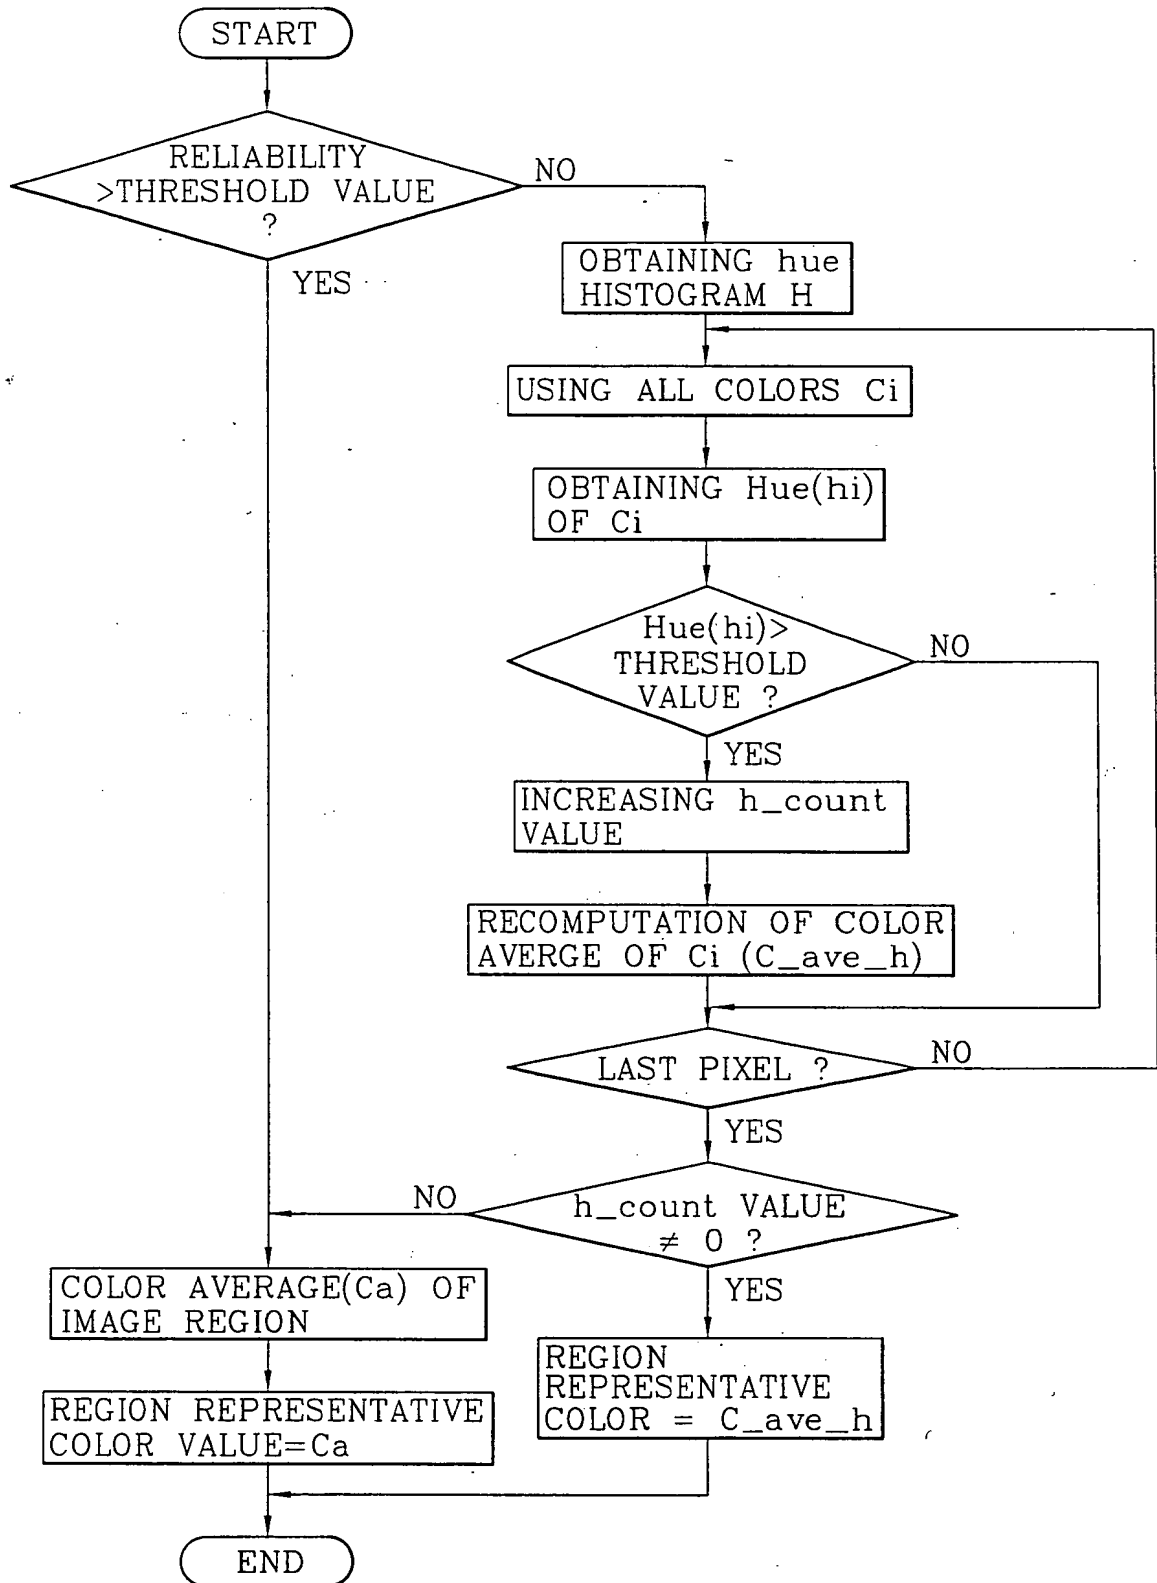 START
RELIABILITY
>THRESHOLD VALUE
?
NO
YES
OBTAINING hue
HISTOGRAM H
USING ALL COLORS Ci
OBTAINING Hue(hi)
OF Ci
Hue(hi)>
THRESHOLD
VALUE ?
NO
YES
INCREASING h_count
VALUE
RECOMPUTATION OF COLOR
AVERGE OF Ci (C_ave_h)
LAST PIXEL ?
NO
YES
h_count VALUE
≠ 0 ?
NO
YES
COLOR AVERAGE(Ca) OF
IMAGE REGION
REGION REPRESENTATIVE
COLOR VALUE=Ca
REGION
REPRESENTATIVE
COLOR = C_ave_h
END